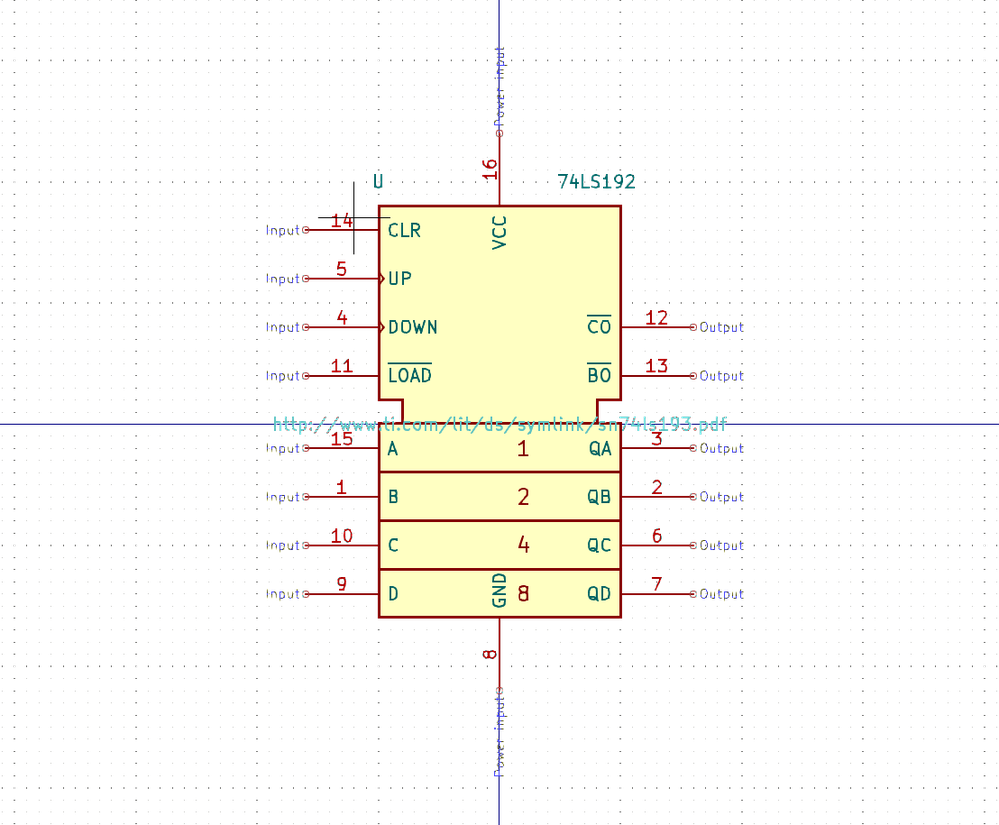 Power input
16
U 74LS192
VCC
Input 14 CLR
Input 5 UP
Input 4 DOWN CO 12 Output
Input 11 LOAD BO 13 Output
http://www.ti.com/lit/ds/symlink/sn74ls193.pdf
Input 15 A 1 QA 3 Output
Input 1 B 2 QB 2 Output
Input 10 C 4 QC 6 Output
Input 9 D GND 8 QD 7 Output
8
Power input